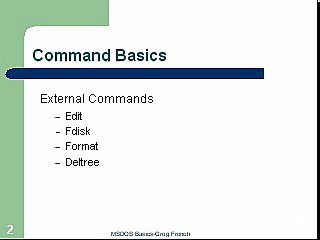 Command Basics
External Commands
– Edit
– Fdisk
– Format
– Deltree
2
MSDOS Basics-Greg French